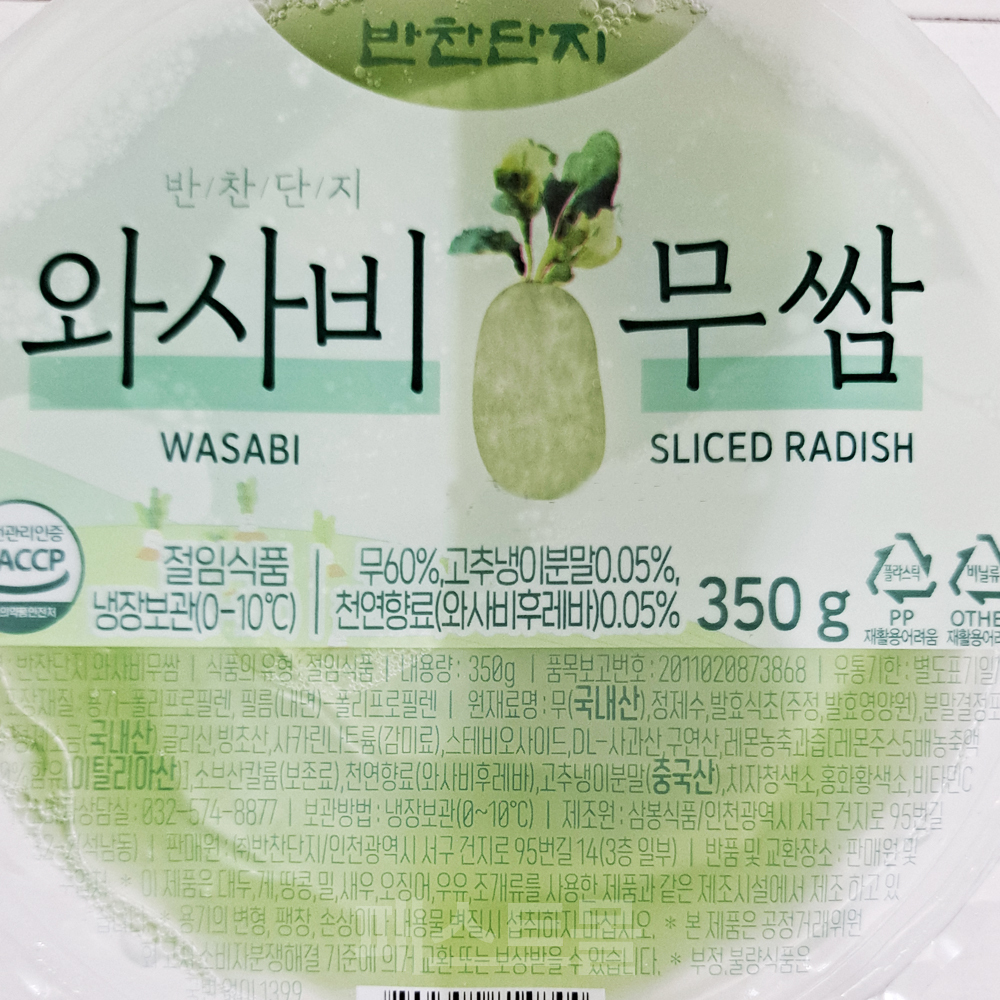 반찬단지
반/찬/단/지
와사비 무쌈
WASABI SLICED RADISH
관리인증
ACCP
절임식품
냉장보관(0-10℃)
무60%,고추냉이분말0.05%,
천연향료(와사비후레바)0.05%
350 g
플라스틱
PP
재활용어려움
비닐류
OTHE
재활용어려
반찬단지 와사비무쌈 | 식품의 유형 : 절임식품 | 내용량 : 350g | 품목보고번호 : 2011020873868 | 유통기한 : 별도표기일
용기-폴리프로필렌, 필름(내면)-폴리프로필렌 | 원재료명 : 무(국내산), 정제수, 발효식초(주정, 발효영양원), 분말결정
(국내산), 글리신, 빙초산, 사카린나트륨(감미료), 스테비오사이드, DL-사과산, 구연산, 레몬농축과즙[레몬주스5배농축액
이탈리아산)] 소브산칼륨(보존료), 천연향료(와사비후레바), 고추냉이분말(중국산), 치자청색소, 홍화황색소, 비타민C
상담실 : 032-574-8877 | 보관방법 : 냉장보관(0~10℃) | 제조원 : 삼봉식품/인천광역시 서구 건지로 95번길
판매원 : ㈜반찬단지/인천광역시 서구 건지로 95번길 14(3층 일부) | 반품 및 교환장소 : 판매원 및
* 이 제품은 대두, 게, 땅콩, 밀, 새우, 오징어, 우유, 조개류를 사용한 제품과 같은 제조시설에서 제조하고 있
* 용기의 변형, 팽창, 손상이나 내용물 변질시 섭취하지 마십시오. * 본 제품은 공정거래위원
소비자분쟁해결 기준에 의거 교환 또는 보상받을 수 있습니다. * 부정,불량식품은
1399